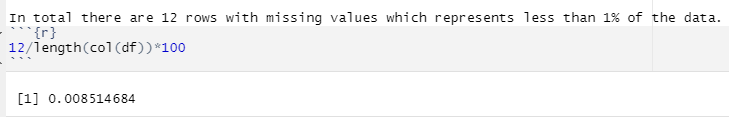 In total there are 12 rows with missing values which represents less than 1% of the data.
```{r}
12/length(col(df))*100
```
[1] 0.008514684